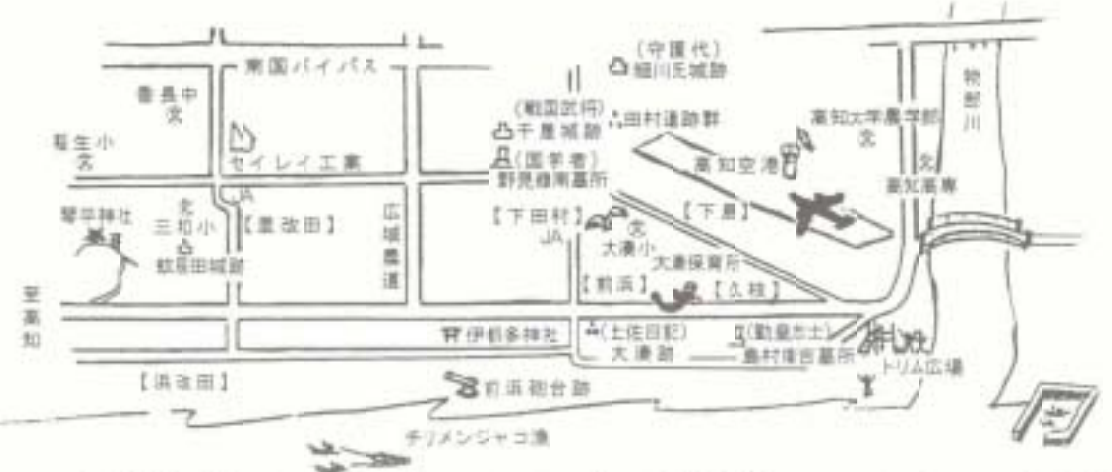 (守護代)
細川氏城跡
南国バイパス
香長中
文
(戦国武将)
千屋城跡
田村遺跡群
高知大学農学部
文
物部川
稲生小
文
セイレイ工業
(国学者)
野見嶺南墓所
高知空港
文
高知高専
JA
琴平神社
文
三和小
【里改田】
広域農道
【下田村】
JA
文
大湊小
【下島】
蚊居田城跡
大湊保育所
至高知
【前浜】
【久枝】
伊都多神社
(土佐日記)
大湊跡
(勤皇志士)
トリム広場
【浜改田】
前浜砲台跡
チリメンジャコ漁